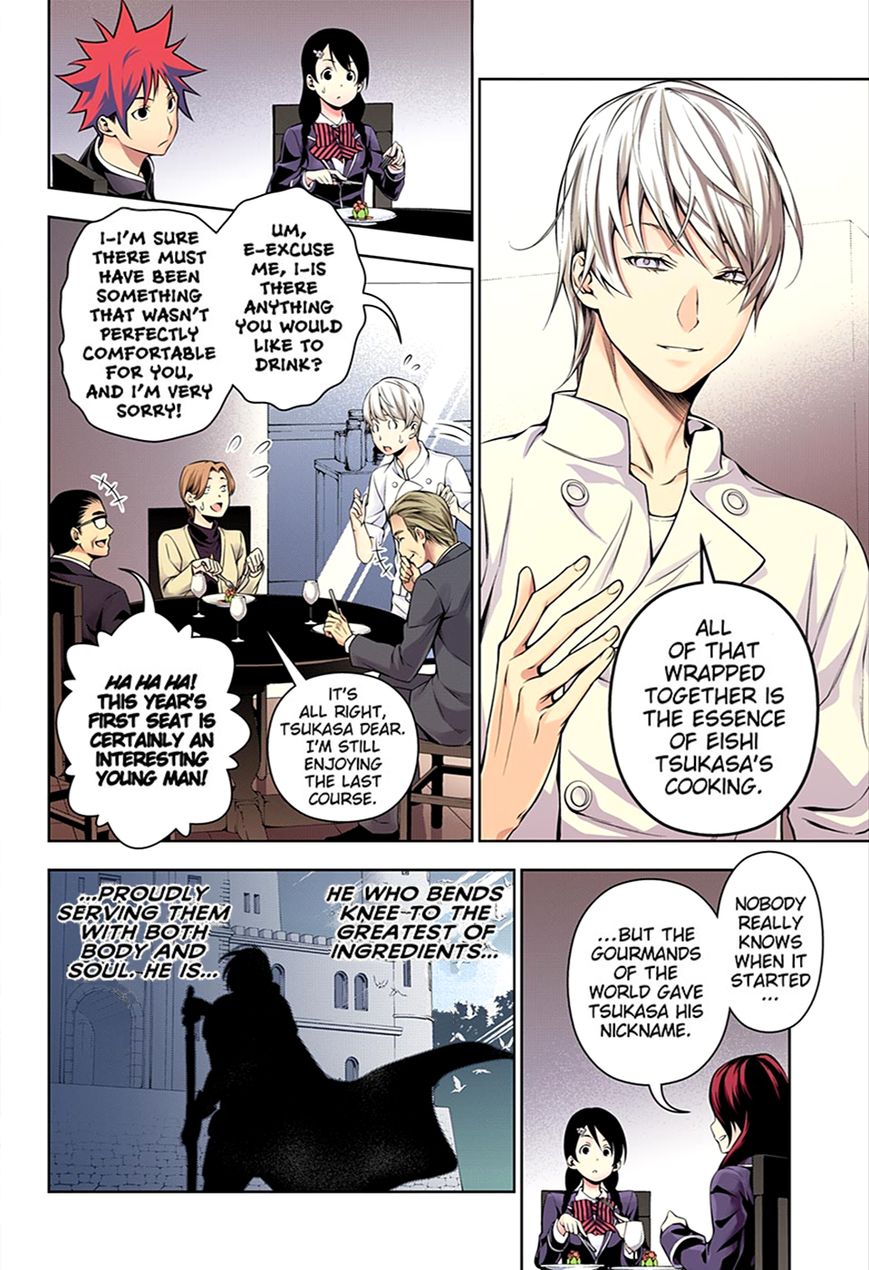 ALL
OF THAT
WRAPPED
TOGETHER IS
THE ESSENCE
OF EISHI
TSUKASA'S
COOKING.
UM,
E-EXCUSE
ME, I-IS
THERE
ANYTHING
YOU WOULD
LIKE TO
DRINK?
I-I'M SURE
THERE MUST
HAVE BEEN
SOMETHING
THAT WASN'T
PERFECTLY
COMFORTABLE
FOR YOU,
AND I'M VERY
SORRY!
IT'S
ALL RIGHT,
TSUKASA DEAR.
I'M STILL
ENJOYING
THE LAST
COURSE.
HA HA HA!
THIS YEAR'S
FIRST SEAT IS
CERTAINLY AN
INTERESTING
YOUNG MAN!
NOBODY
REALLY
KNOWS
WHEN IT
STARTED
...
...BUT THE
GOURMANDS
OF THE
WORLD GAVE
TSUKASA HIS
NICKNAME.
HE WHO BENDS
KNEE TO THE
GREATEST OF
INGREDIENTS...
...PROUDLY
SERVING THEM
WITH BOTH
BODY AND
SOUL. HE IS...